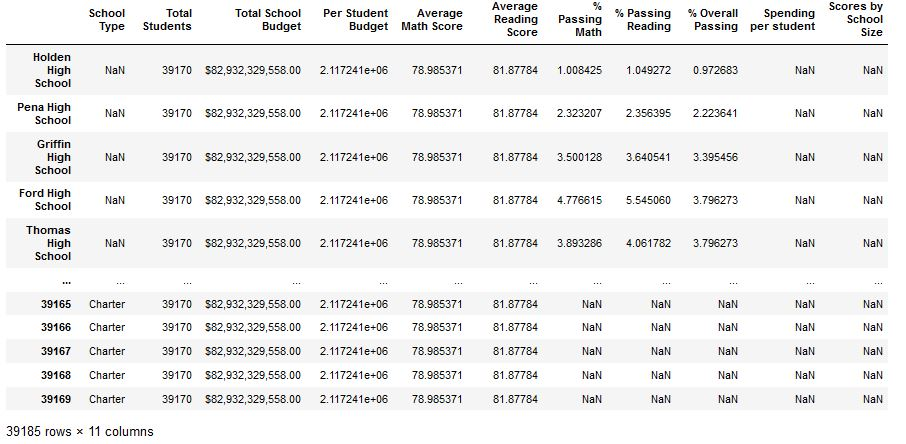 School Type Total Students Total School Budget Per Student Budget Average Math Score Average Reading Score % Passing Math % Passing Reading % Overall Passing Spending per student Scores by School Size
Holden High School NaN 39170 $82,932,329,558.00 2.117241e+06 78.985371 81.87784 1.008425 1.049272 0.972683 NaN NaN
Pena High School NaN 39170 $82,932,329,558.00 2.117241e+06 78.985371 81.87784 2.323207 2.356395 2.223641 NaN NaN
Griffin High School NaN 39170 $82,932,329,558.00 2.117241e+06 78.985371 81.87784 3.500128 3.640541 3.395456 NaN NaN
Ford High School NaN 39170 $82,932,329,558.00 2.117241e+06 78.985371 81.87784 4.776615 5.545060 3.796273 NaN NaN
Thomas High School NaN 39170 $82,932,329,558.00 2.117241e+06 78.985371 81.87784 3.893286 4.061782 3.796273 NaN NaN
... ... ... ... ... ... ... ... ... ... ... ...
39165 Charter 39170 $82,932,329,558.00 2.117241e+06 78.985371 81.87784 NaN NaN NaN NaN NaN
39166 Charter 39170 $82,932,329,558.00 2.117241e+06 78.985371 81.87784 NaN NaN NaN NaN NaN
39167 Charter 39170 $82,932,329,558.00 2.117241e+06 78.985371 81.87784 NaN NaN NaN NaN NaN
39168 Charter 39170 $82,932,329,558.00 2.117241e+06 78.985371 81.87784 NaN NaN NaN NaN NaN
39169 Charter 39170 $82,932,329,558.00 2.117241e+06 78.985371 81.87784 NaN NaN NaN NaN NaN
39185 rows × 11 columns